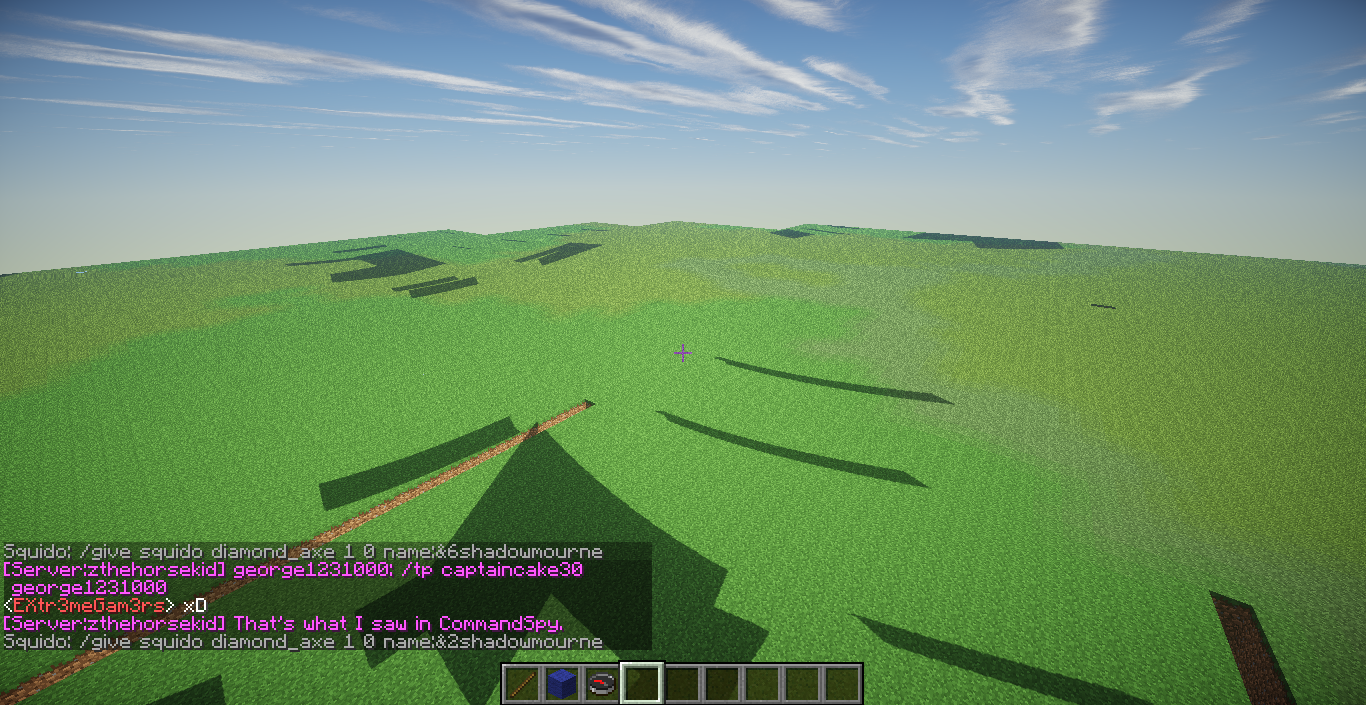 Squido: /give squido diamond_axe 1 0 name:&6shadowmourne
[Server:zthehorsekid] george1231000: /tp captaincake30
george1231000
<EXtr3meGam3rs> xD
[Server:zthehorsekid] That's what I saw in CommandSpy.
Squido: /give squido diamond_axe 1 0 name:&2shadowmourne